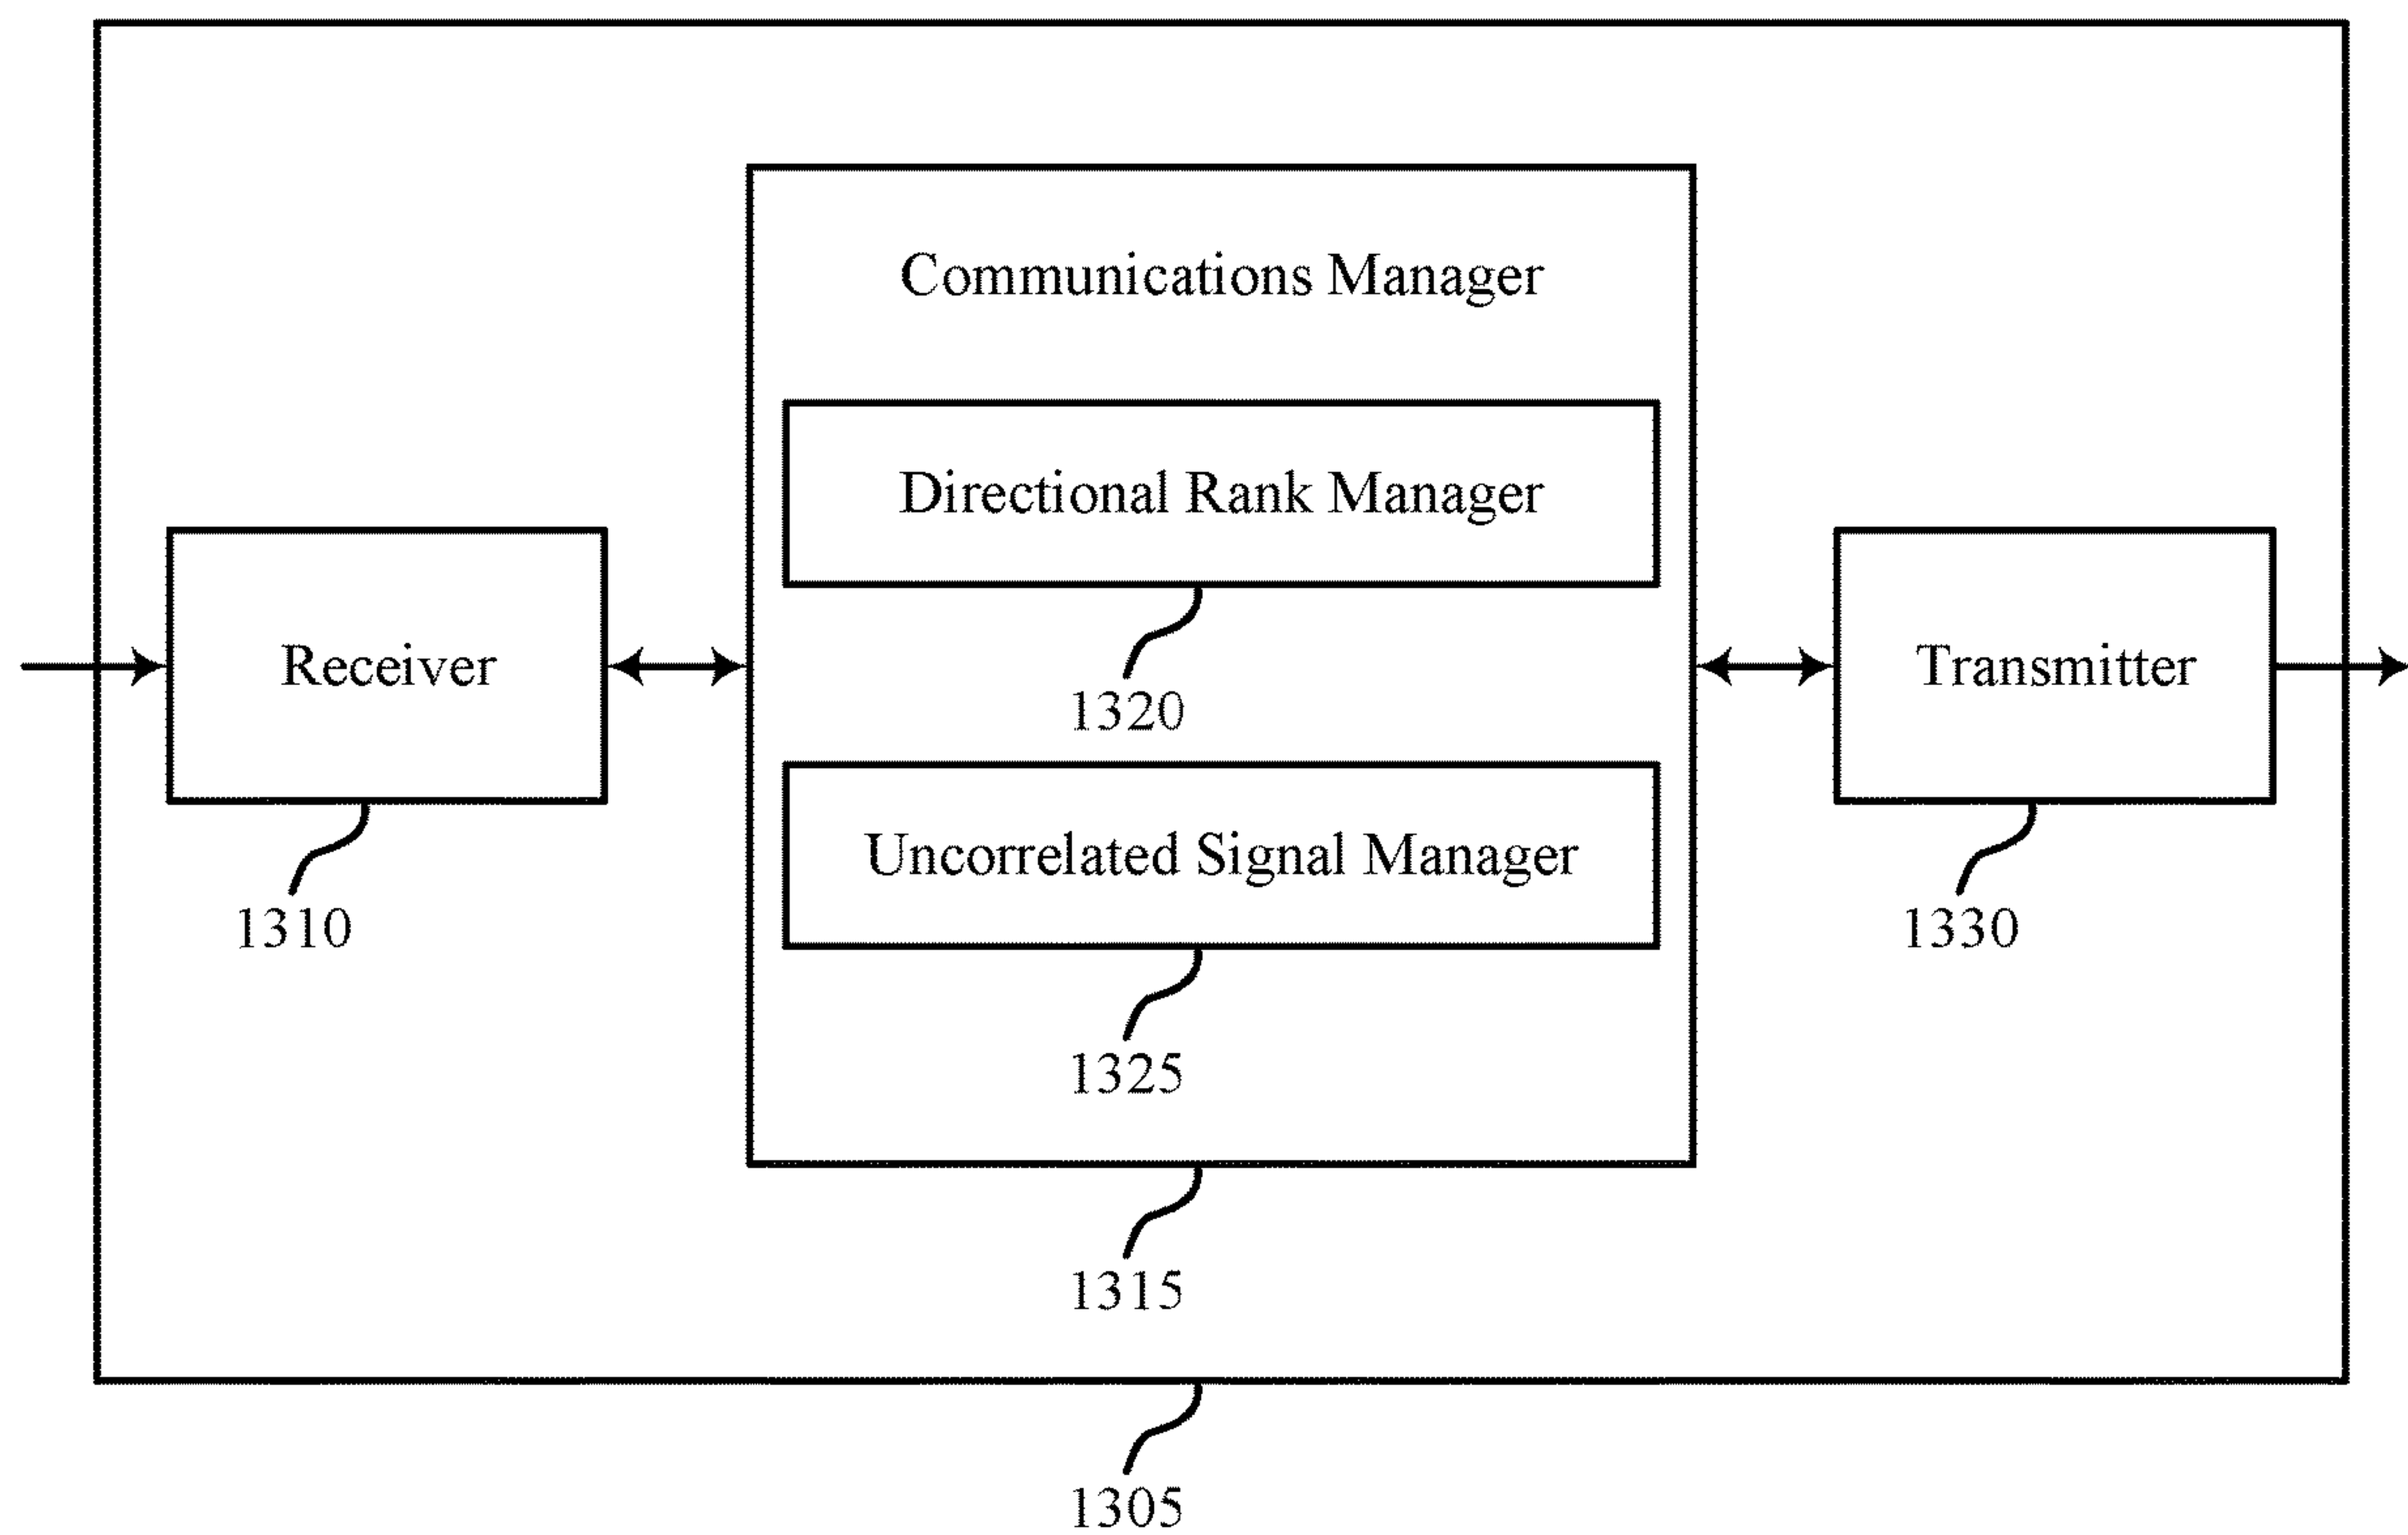 Communications Manager
Directional Rank Manager
Receiver
Transmitter
1320
Uncorrelated Signal Manager
1310
1330
1325
1315
1305